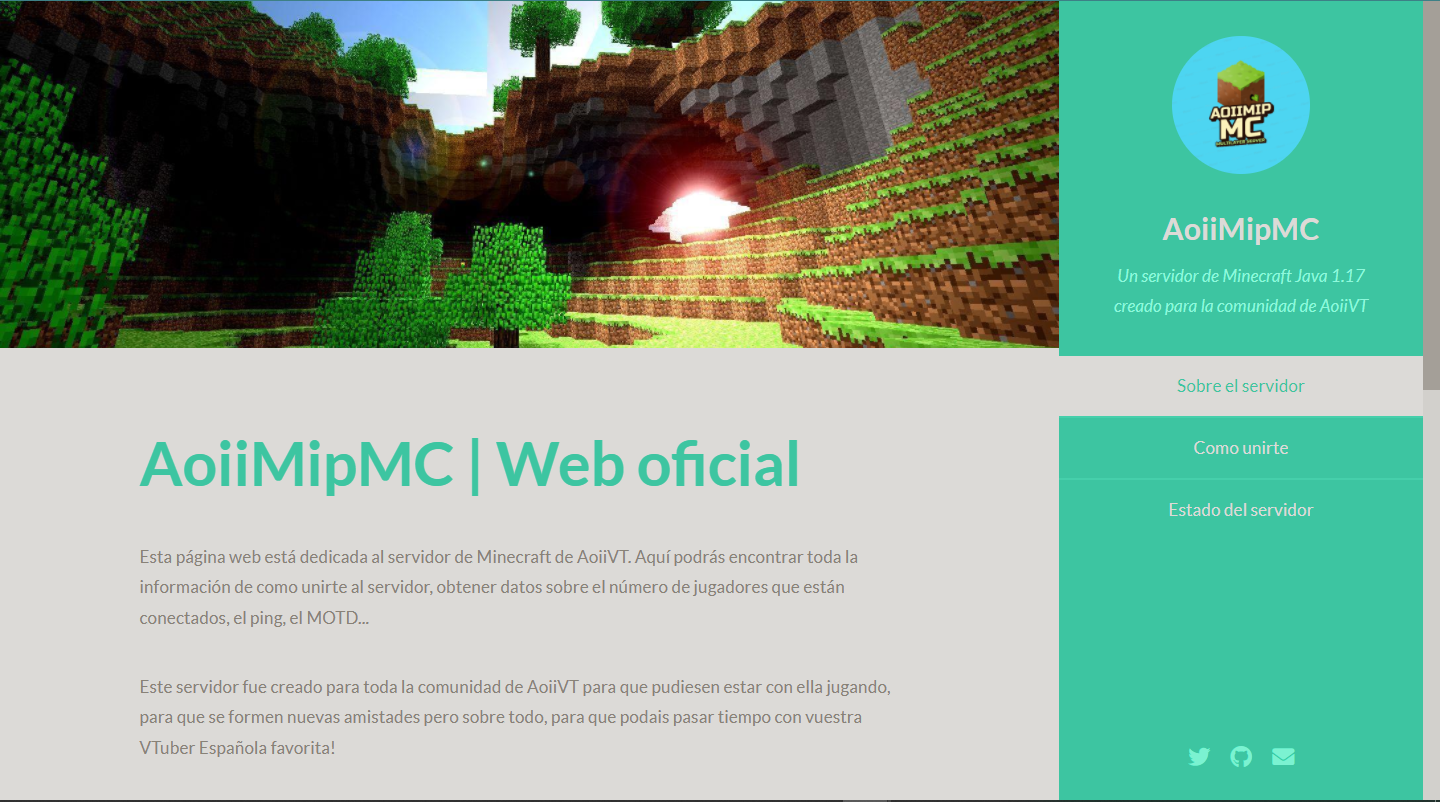 AOIIMIP
MC
MULTILAYER SERVER
AoiiMipMC
Un servidor de Minecraft Java 1.17
creado para la comunidad de AoiiVT
Sobre el servidor
Como unirte
Estado del servidor
AoiiMipMC | Web oficial
Esta página web está dedicada al servidor de Minecraft de AoiiVT. Aquí podrás encontrar toda la
información de como unirte al servidor, obtener datos sobre el número de jugadores que están
conectados, el ping, el MOTD...
Este servidor fue creado para toda la comunidad de AoiiVT para que pudiesen estar con ella jugando,
para que se formen nuevas amistades pero sobre todo, para que podais pasar tiempo con vuestra
VTuber Española favorita!